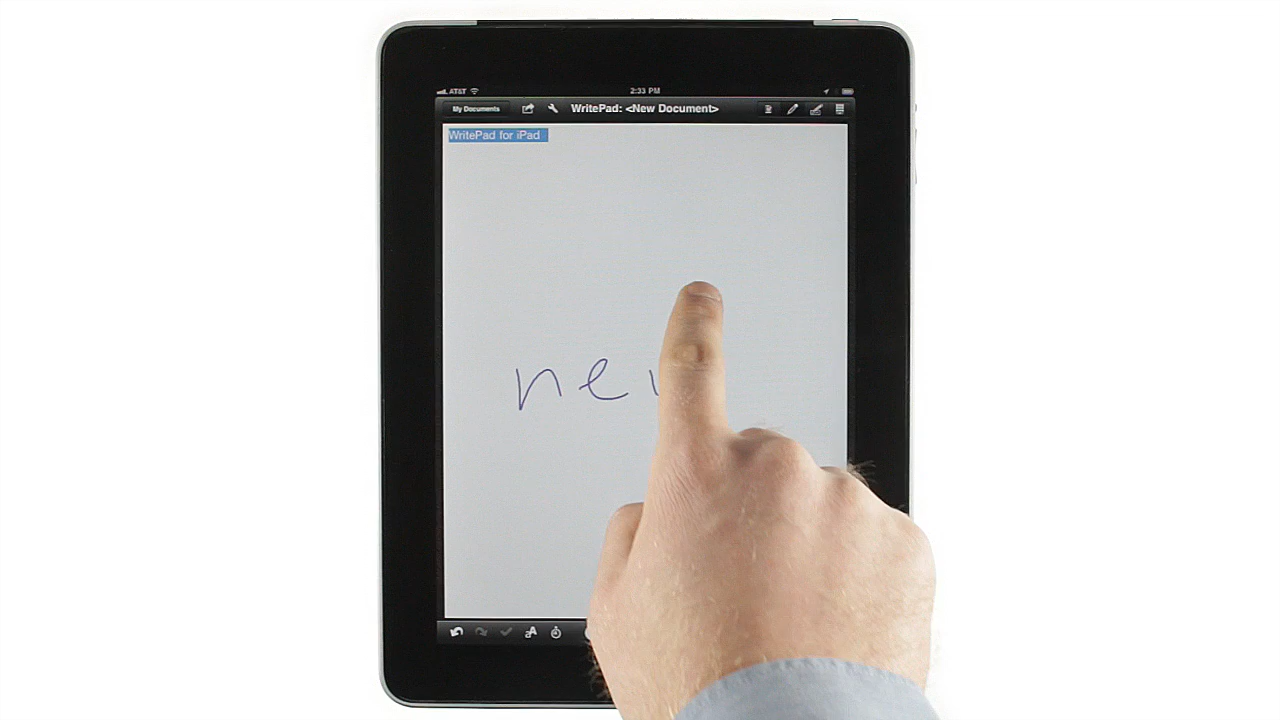 AT&T 2:33 PM
My Documents WritePad: <New Document>
WritePad for iPad
ne